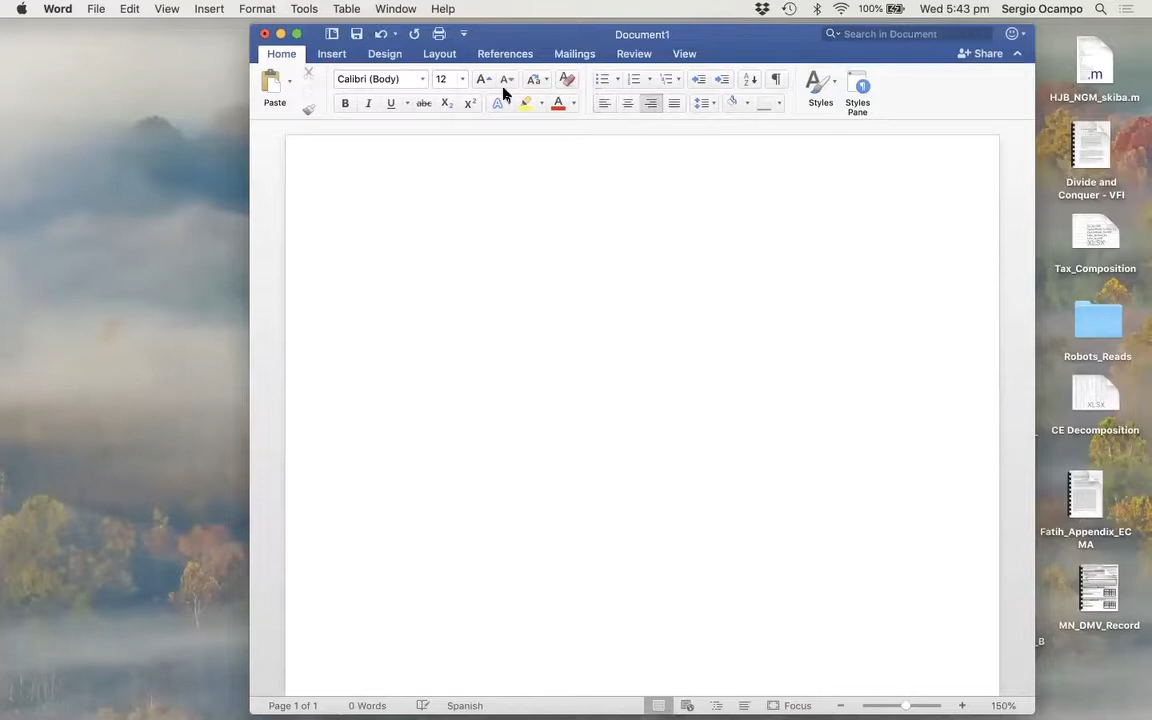 Word File Edit View Insert Format Tools Table Window Help 100% Wed 5:43 pm Sergio Ocampo
Document1
Search in Document
Home Insert Design Layout References Mailings Review View Share
Paste
Calibri (Body) 12
Styles
Styles Pane
HJB_NGM_skiba.m
Divide and
Conquer - VFI
Tax_Composition
Robots_Reads
CE Decomposition
Fatih_Appendix_EC
MA
MN_DMV_Record
_B
Page 1 of 1 0 Words Spanish Focus 150%